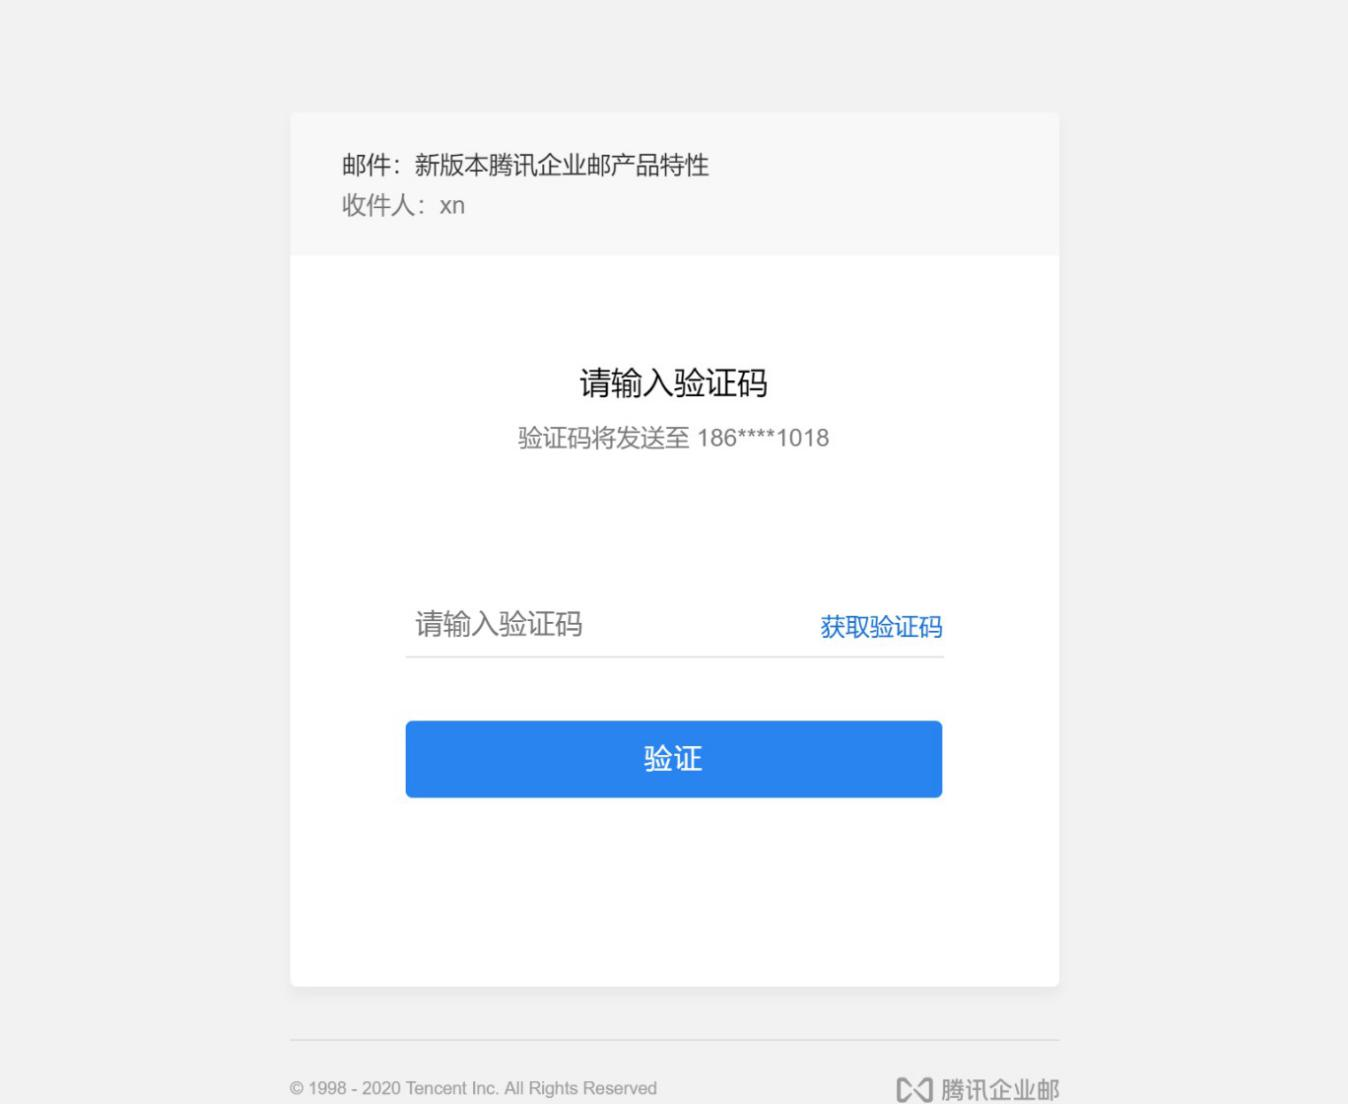 邮件：新版本腾讯企业邮产品特性
收件人：xn
请输入验证码
验证码将发送至 186****1018
请输入验证码 获取验证码
验证
© 1998 - 2020 Tencent Inc. All Rights Reserved 腾讯企业邮